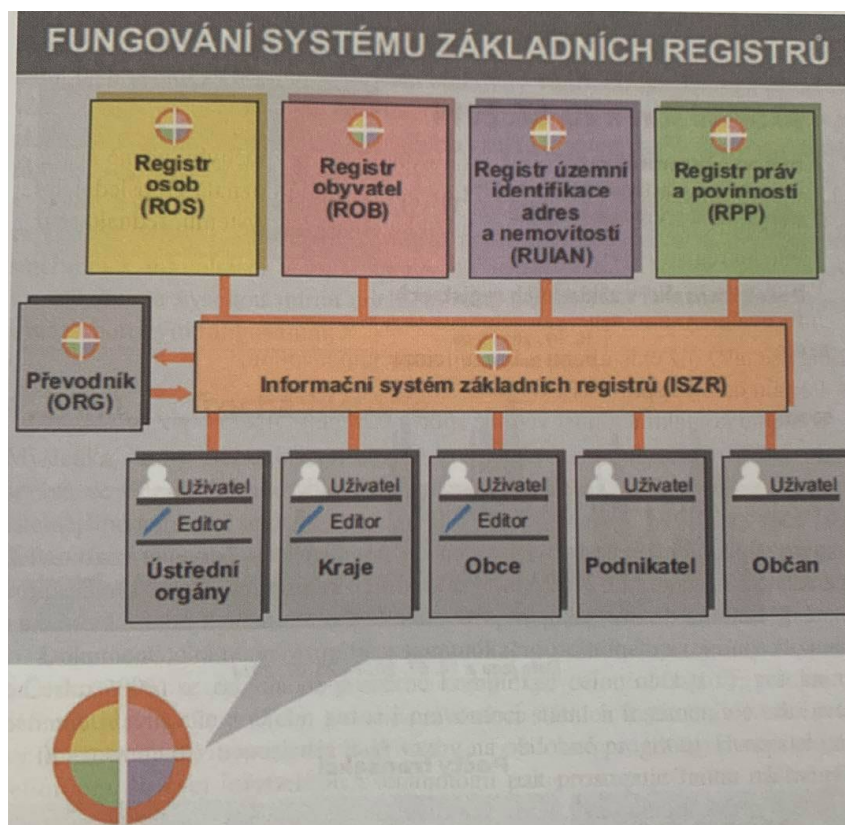 FUNGOVÁNÍ SYSTÉMU ZÁKLADNÍCH REGISTRŮ
Registr
osob
(ROS)
Registr
obyvatel
(ROB)
Registr územní
identifikace
adres
a nemovitostí
(RUIAN)
Registr práv
a povinností
(RPP)
Převodník
(ORG)
Informační systém základních registrů (ISZR)
Uživatel
Editor
Ústřední
orgány
Uživatel
Editor
Kraje
Uživatel
Editor
Obce
Uživatel
Podnikatel
Uživatel
Občan